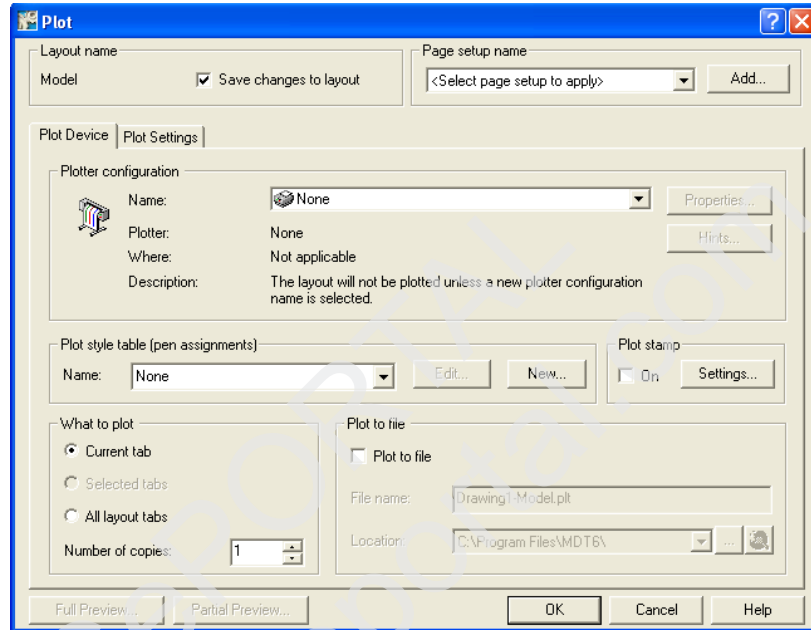 Plot
Layout name
Model
Save changes to layout
Page setup name
<Select page setup to apply>
Add...
Plot Device
Plot Settings
Plotter configuration
Name:
None
Properties...
Plotter:
None
Hints...
Where:
Not applicable
Description:
The layout will not be plotted unless a new plotter configuration
name is selected.
Plot style table (pen assignments)
Name:
None
Edit...
New...
Plot stamp
On
Settings...
What to plot
Current tab
Selected tabs
All layout tabs
Number of copies:
1
Plot to file
Plot to file
File name:
Drawing1-Model.plt
Location:
C:\Program Files\MDT6\
...
Full Preview...
Partial Preview...
OK
Cancel
Help